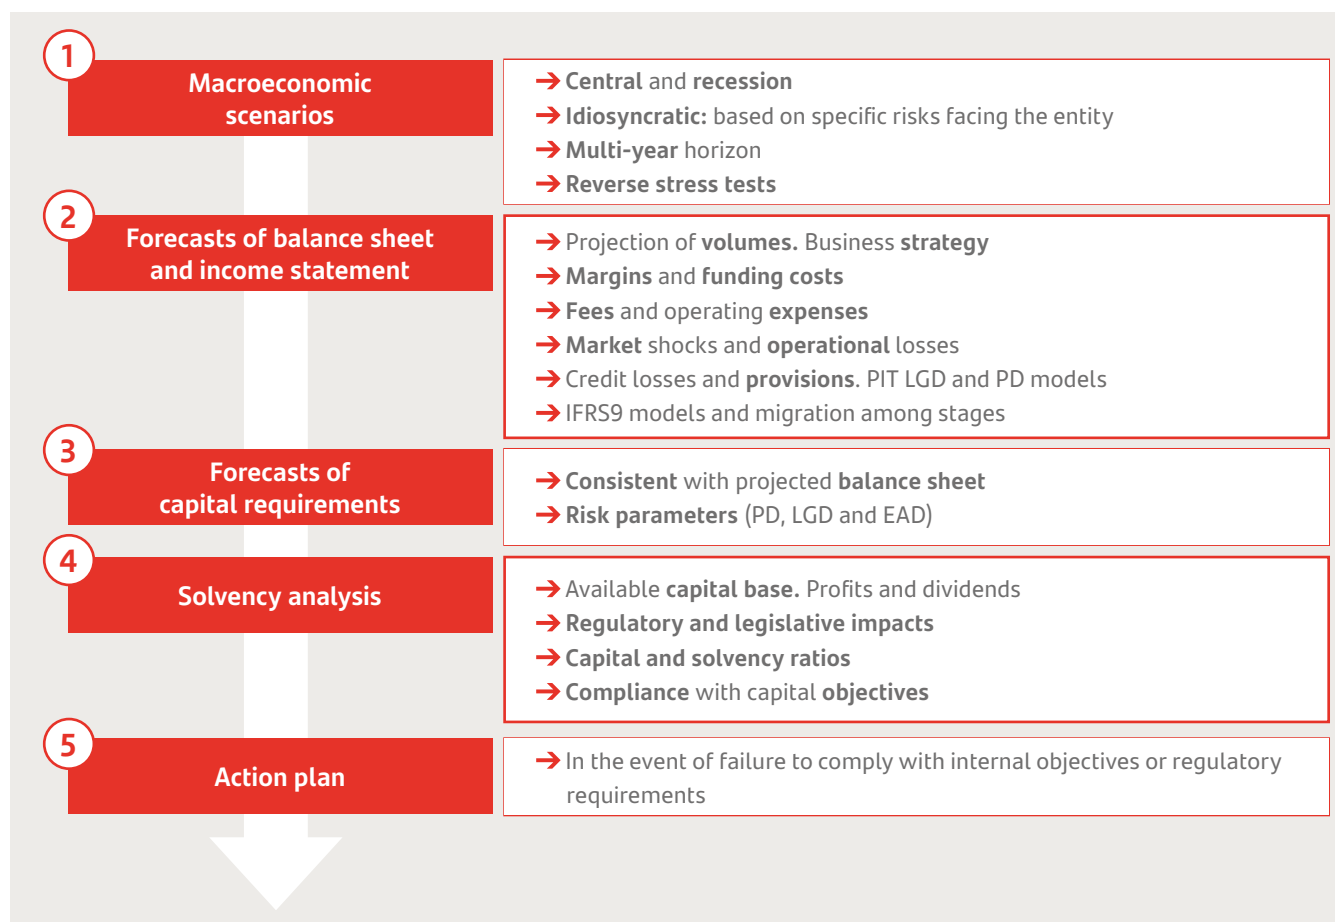 1
Macroeconomic
scenarios
→ Central and recession
→ Idiosyncratic: based on specific risks facing the entity
→ Multi-year horizon
→ Reverse stress tests
2
Forecasts of balance sheet
and income statement
→ Projection of volumes. Business strategy
→ Margins and funding costs
→ Fees and operating expenses
→ Market shocks and operational losses
→ Credit losses and provisions. PIT LGD and PD models
→ IFRS9 models and migration among stages
3
Forecasts of
capital requirements
→ Consistent with projected balance sheet
→ Risk parameters (PD, LGD and EAD)
4
Solvency analysis
→ Available capital base. Profits and dividends
→ Regulatory and legislative impacts
→ Capital and solvency ratios
→ Compliance with capital objectives
5
Action plan
→ In the event of failure to comply with internal objectives or regulatory
requirements